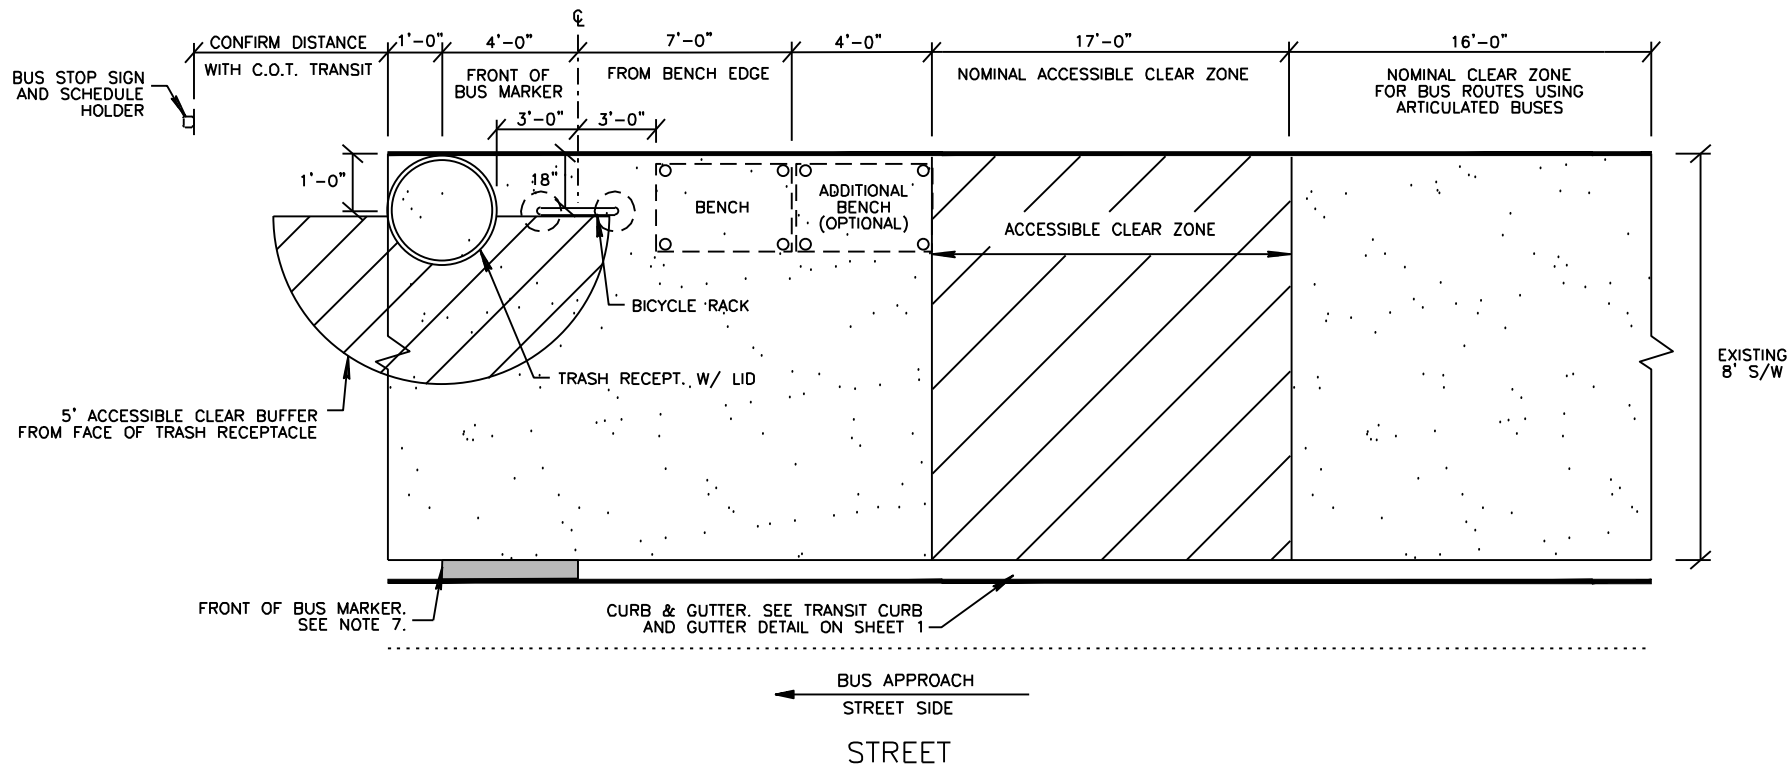 ℄
CONFIRM DISTANCE
WITH C.O.T. TRANSIT
1'-0"
4'-0"
7'-0"
4'-0"
17'-0"
16'-0"
BUS STOP SIGN
AND SCHEDULE
HOLDER
FRONT OF
BUS MARKER
FROM BENCH EDGE
NOMINAL ACCESSIBLE CLEAR ZONE
NOMINAL CLEAR ZONE
FOR BUS ROUTES USING
ARTICULATED BUSES
3'-0"
3'-0"
1'-0"
18"
BENCH
ADDITIONAL
BENCH
(OPTIONAL)
ACCESSIBLE CLEAR ZONE
BICYCLE RACK
TRASH RECEPT. W/ LID
EXISTING
8' S/W
5' ACCESSIBLE CLEAR BUFFER
FROM FACE OF TRASH RECEPTACLE
FRONT OF BUS MARKER.
SEE NOTE 7.
CURB & GUTTER. SEE TRANSIT CURB
AND GUTTER DETAIL ON SHEET 1
BUS APPROACH
STREET SIDE
STREET